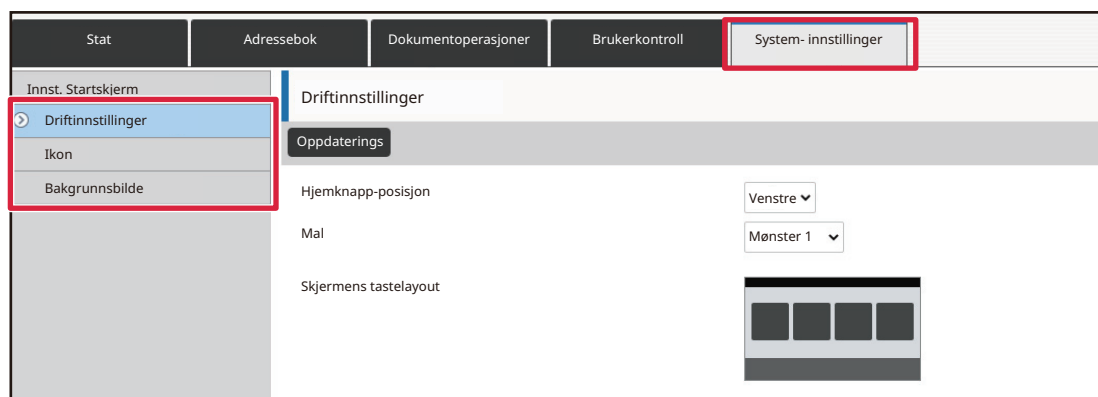 Stat
Adressebok
Dokumentoperasjoner
Brukerkontroll
System- innstillinger
Innst. Startskjerm
Driftinnstillinger
Ikon
Bakgrunnsbilde
Driftinnstillinger
Oppdaterings
Hjemknapp-posisjon
Venstre
Mal
Mønster 1
Skjermens tastelayout